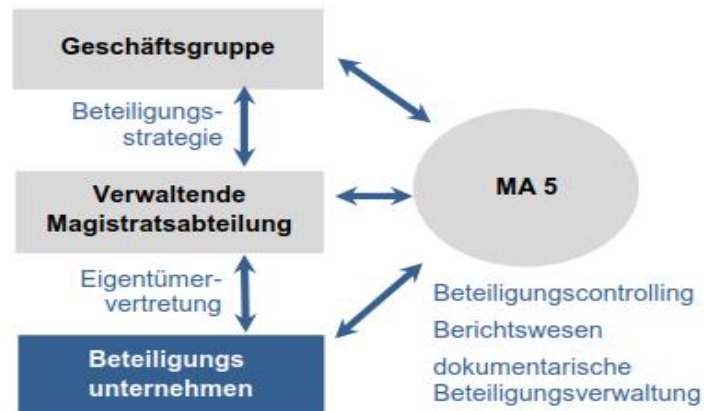 Geschäftsgruppe
Beteiligungs-
strategie
Verwaltende
Magistratsabteilung
MA 5
Eigentümer-
vertretung
Beteiligungs
unternehmen
Beteiligungscontrolling
Berichtswesen
dokumentarische
Beteiligungsverwaltung